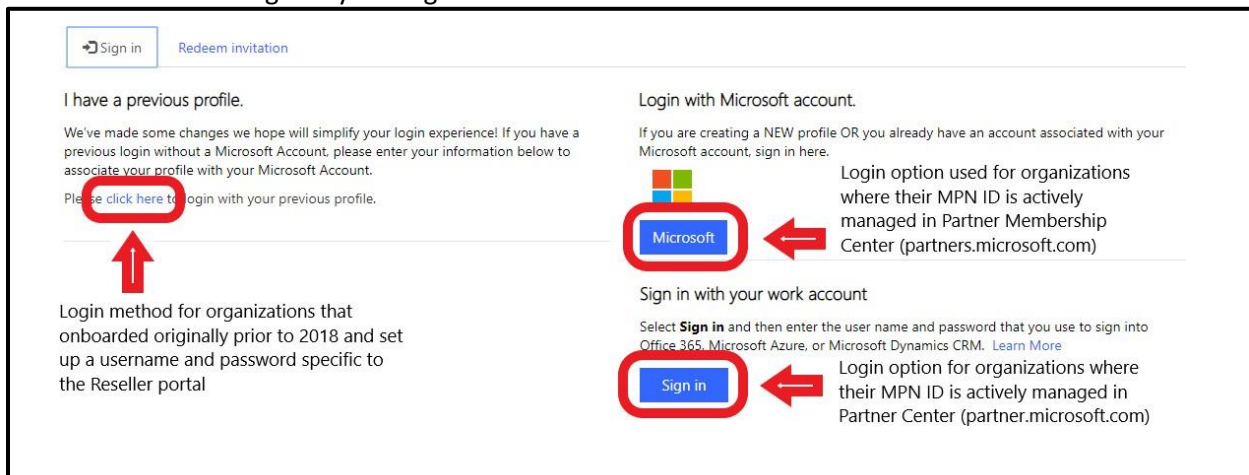 Sign in
Redeem invitation
I have a previous profile.
We've made some changes we hope will simplify your login experience! If you have a
previous login without a Microsoft Account, please enter your information below to
associate your profile with your Microsoft Account.
Please click here to login with your previous profile.
Login method for organizations that
onboarded originally prior to 2018 and set
up a username and password specific to
the Reseller portal
Login with Microsoft account.
If you are creating a NEW profile OR you already have an account associated with your
Microsoft account, sign in here.
Microsoft
Login option used for organizations
where their MPN ID is actively
managed in Partner Membership
Center (partners.microsoft.com)
Sign in with your work account
Select Sign in and then enter the user name and password that you use to sign into
Office 365, Microsoft Azure, or Microsoft Dynamics CRM. Learn More
Sign in
Login option for organizations where
their MPN ID is actively managed in
Partner Center (partner.microsoft.com)